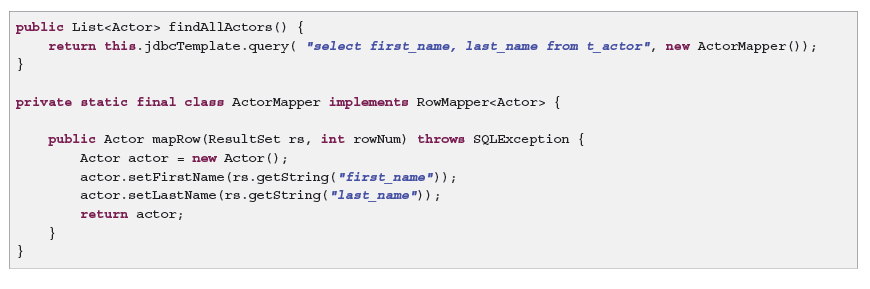 public List<Actor> findAllActors() {
    return this.jdbcTemplate.query( "select first_name, last_name from t_actor", new ActorMapper());
}
private static final class ActorMapper implements RowMapper<Actor> {
    public Actor mapRow(ResultSet rs, int rowNum) throws SQLException {
        Actor actor = new Actor();
        actor.setFirstName(rs.getString("first_name"));
        actor.setLastName(rs.getString("last_name"));
        return actor;
    }
}